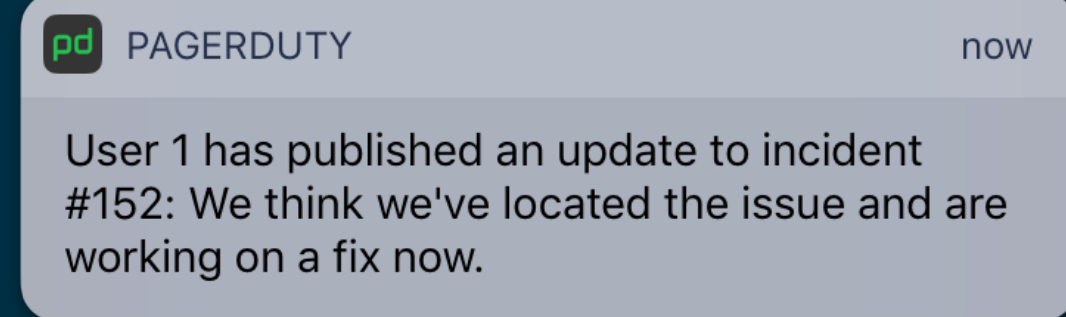 pd PAGERDUTY now
User 1 has published an update to incident
#152: We think we've located the issue and are
working on a fix now.